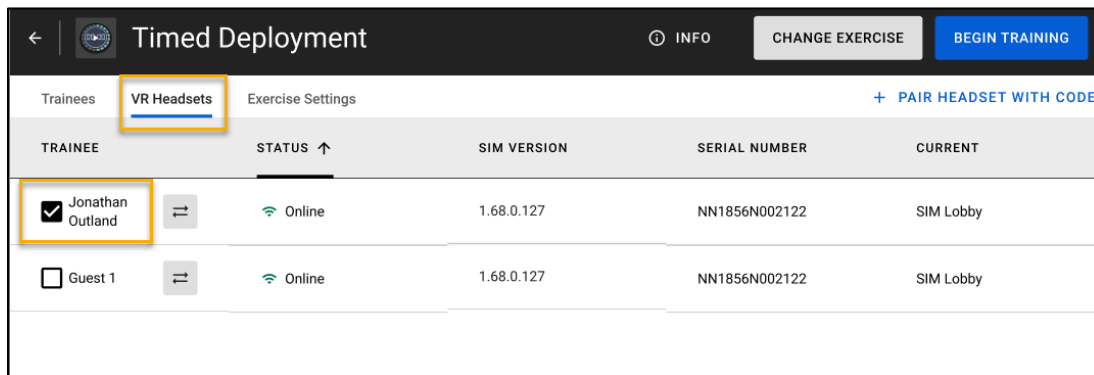 Timed Deployment
INFO
CHANGE EXERCISE
BEGIN TRAINING
Trainees
VR Headsets
Exercise Settings
+ PAIR HEADSET WITH CODE
TRAINEE
STATUS
SIM VERSION
SERIAL NUMBER
CURRENT
Jonathan
Outland
Online
1.68.0.127
NN1856N002122
SIM Lobby
Guest 1
Online
1.68.0.127
NN1856N002122
SIM Lobby